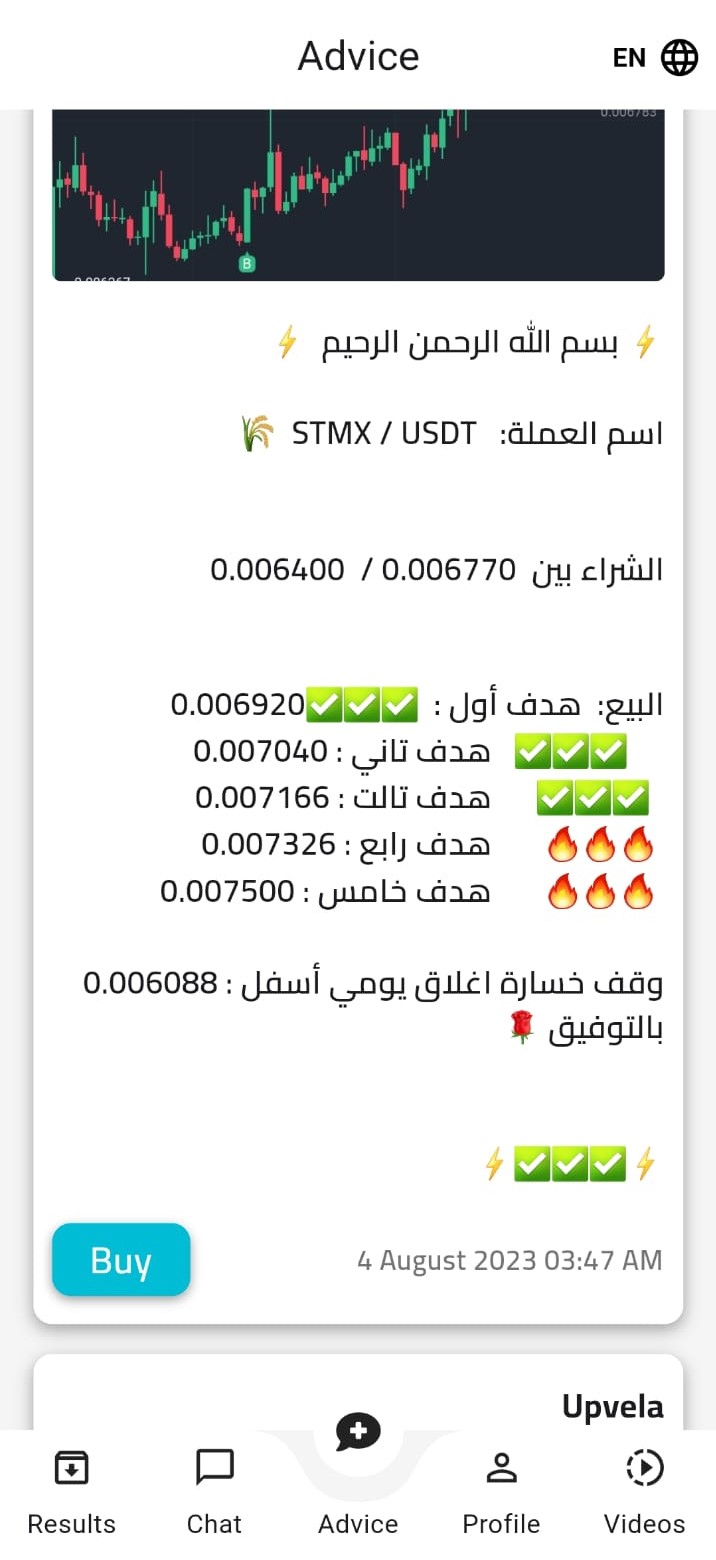 Advice
EN
0.006783
0.006267
B
⚡ بسم الله الرحمن الرحيم ⚡
اسم العملة: STMX / USDT 🌾
الشراء بين 0.006770 / 0.006400
البيع: هدف أول : ✅✅✅0.006920
✅✅✅ هدف تاني : 0.007040
✅✅✅ هدف تالت : 0.007166
🔥🔥🔥 هدف رابع : 0.007326
🔥🔥🔥 هدف خامس : 0.007500
وقف خسارة اغلاق يومي أسفل : 0.006088
بالتوفيق 🌹
⚡✅✅✅⚡
Buy
4 August 2023 03:47 AM
Upvela
Results
Chat
Advice
Profile
Videos